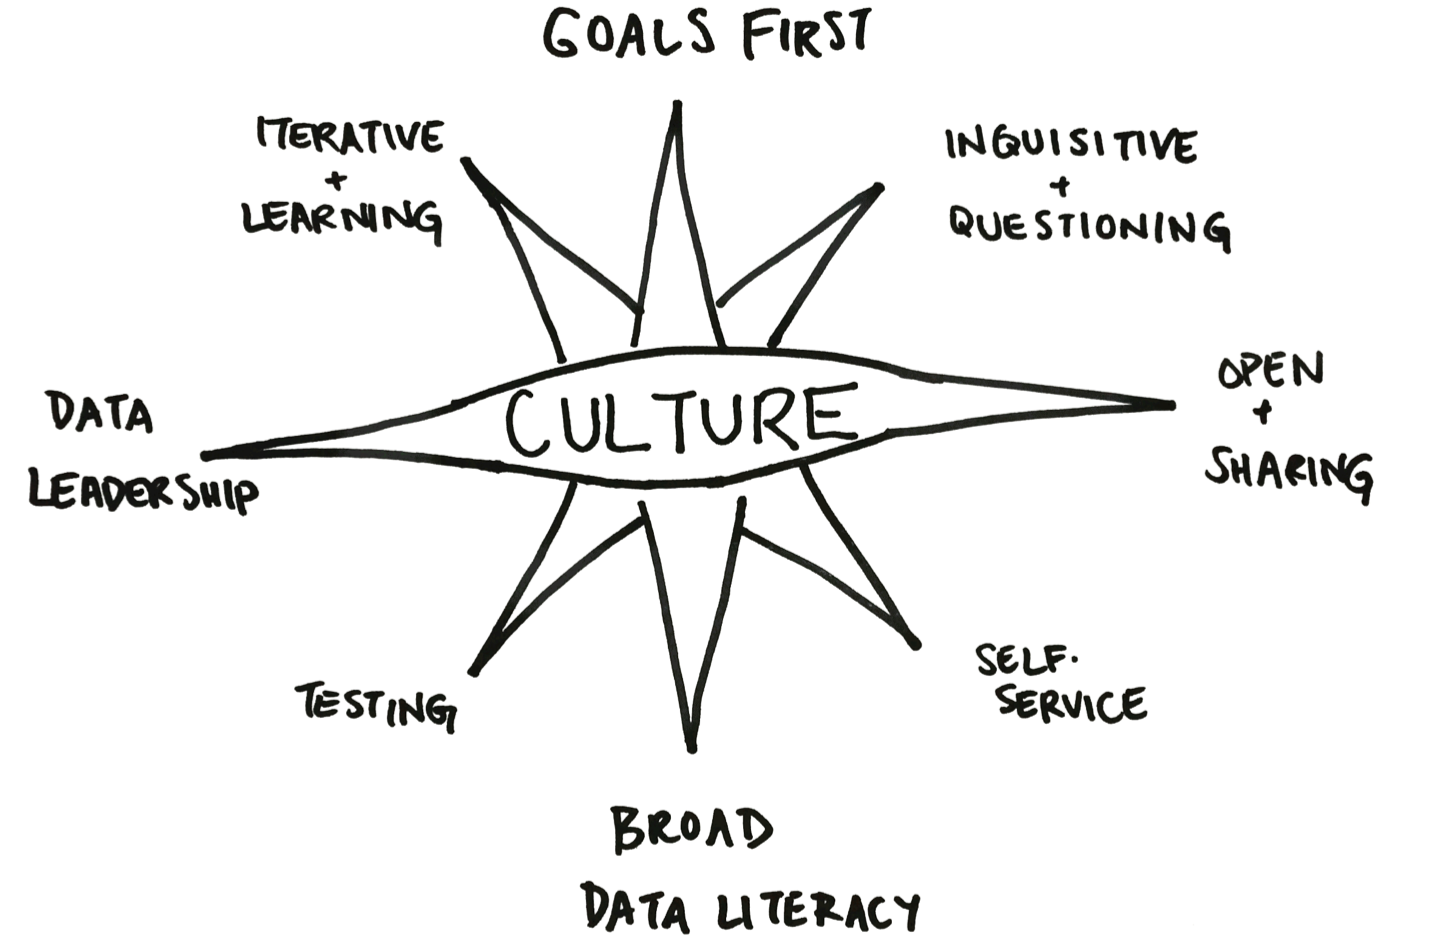 GOALS FIRST
ITERATIVE
+
LEARNING
INQUISITIVE
+
QUESTIONING
DATA
LEADERSHIP
CULTURE
OPEN
+
SHARING
TESTING
SELF-
SERVICE
BROAD
DATA LITERACY